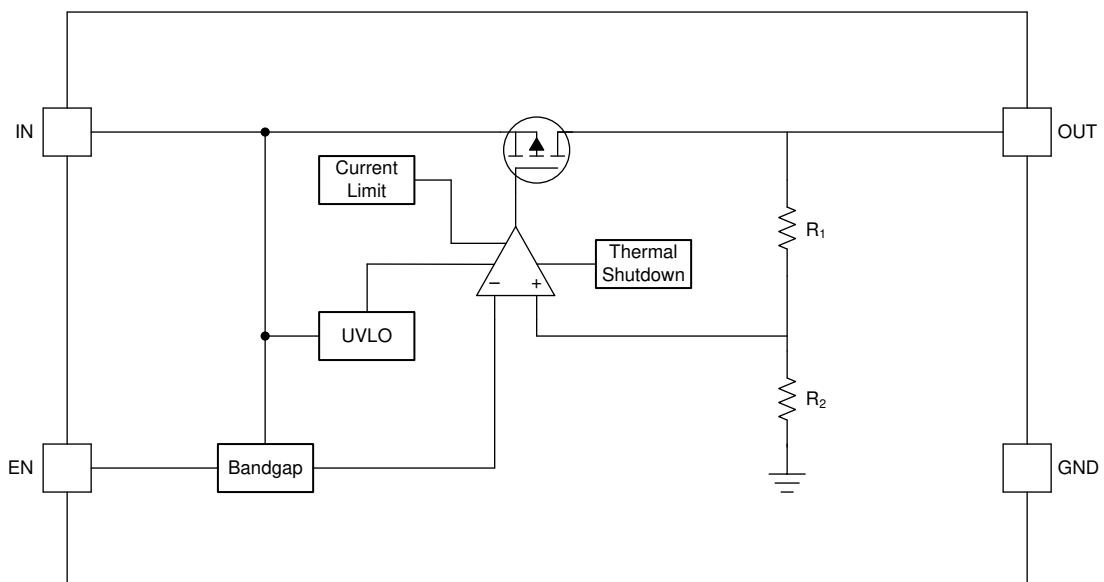 IN
OUT
Current
Limit
R₁
Thermal
Shutdown
−
+
UVLO
R₂
EN
Bandgap
GND